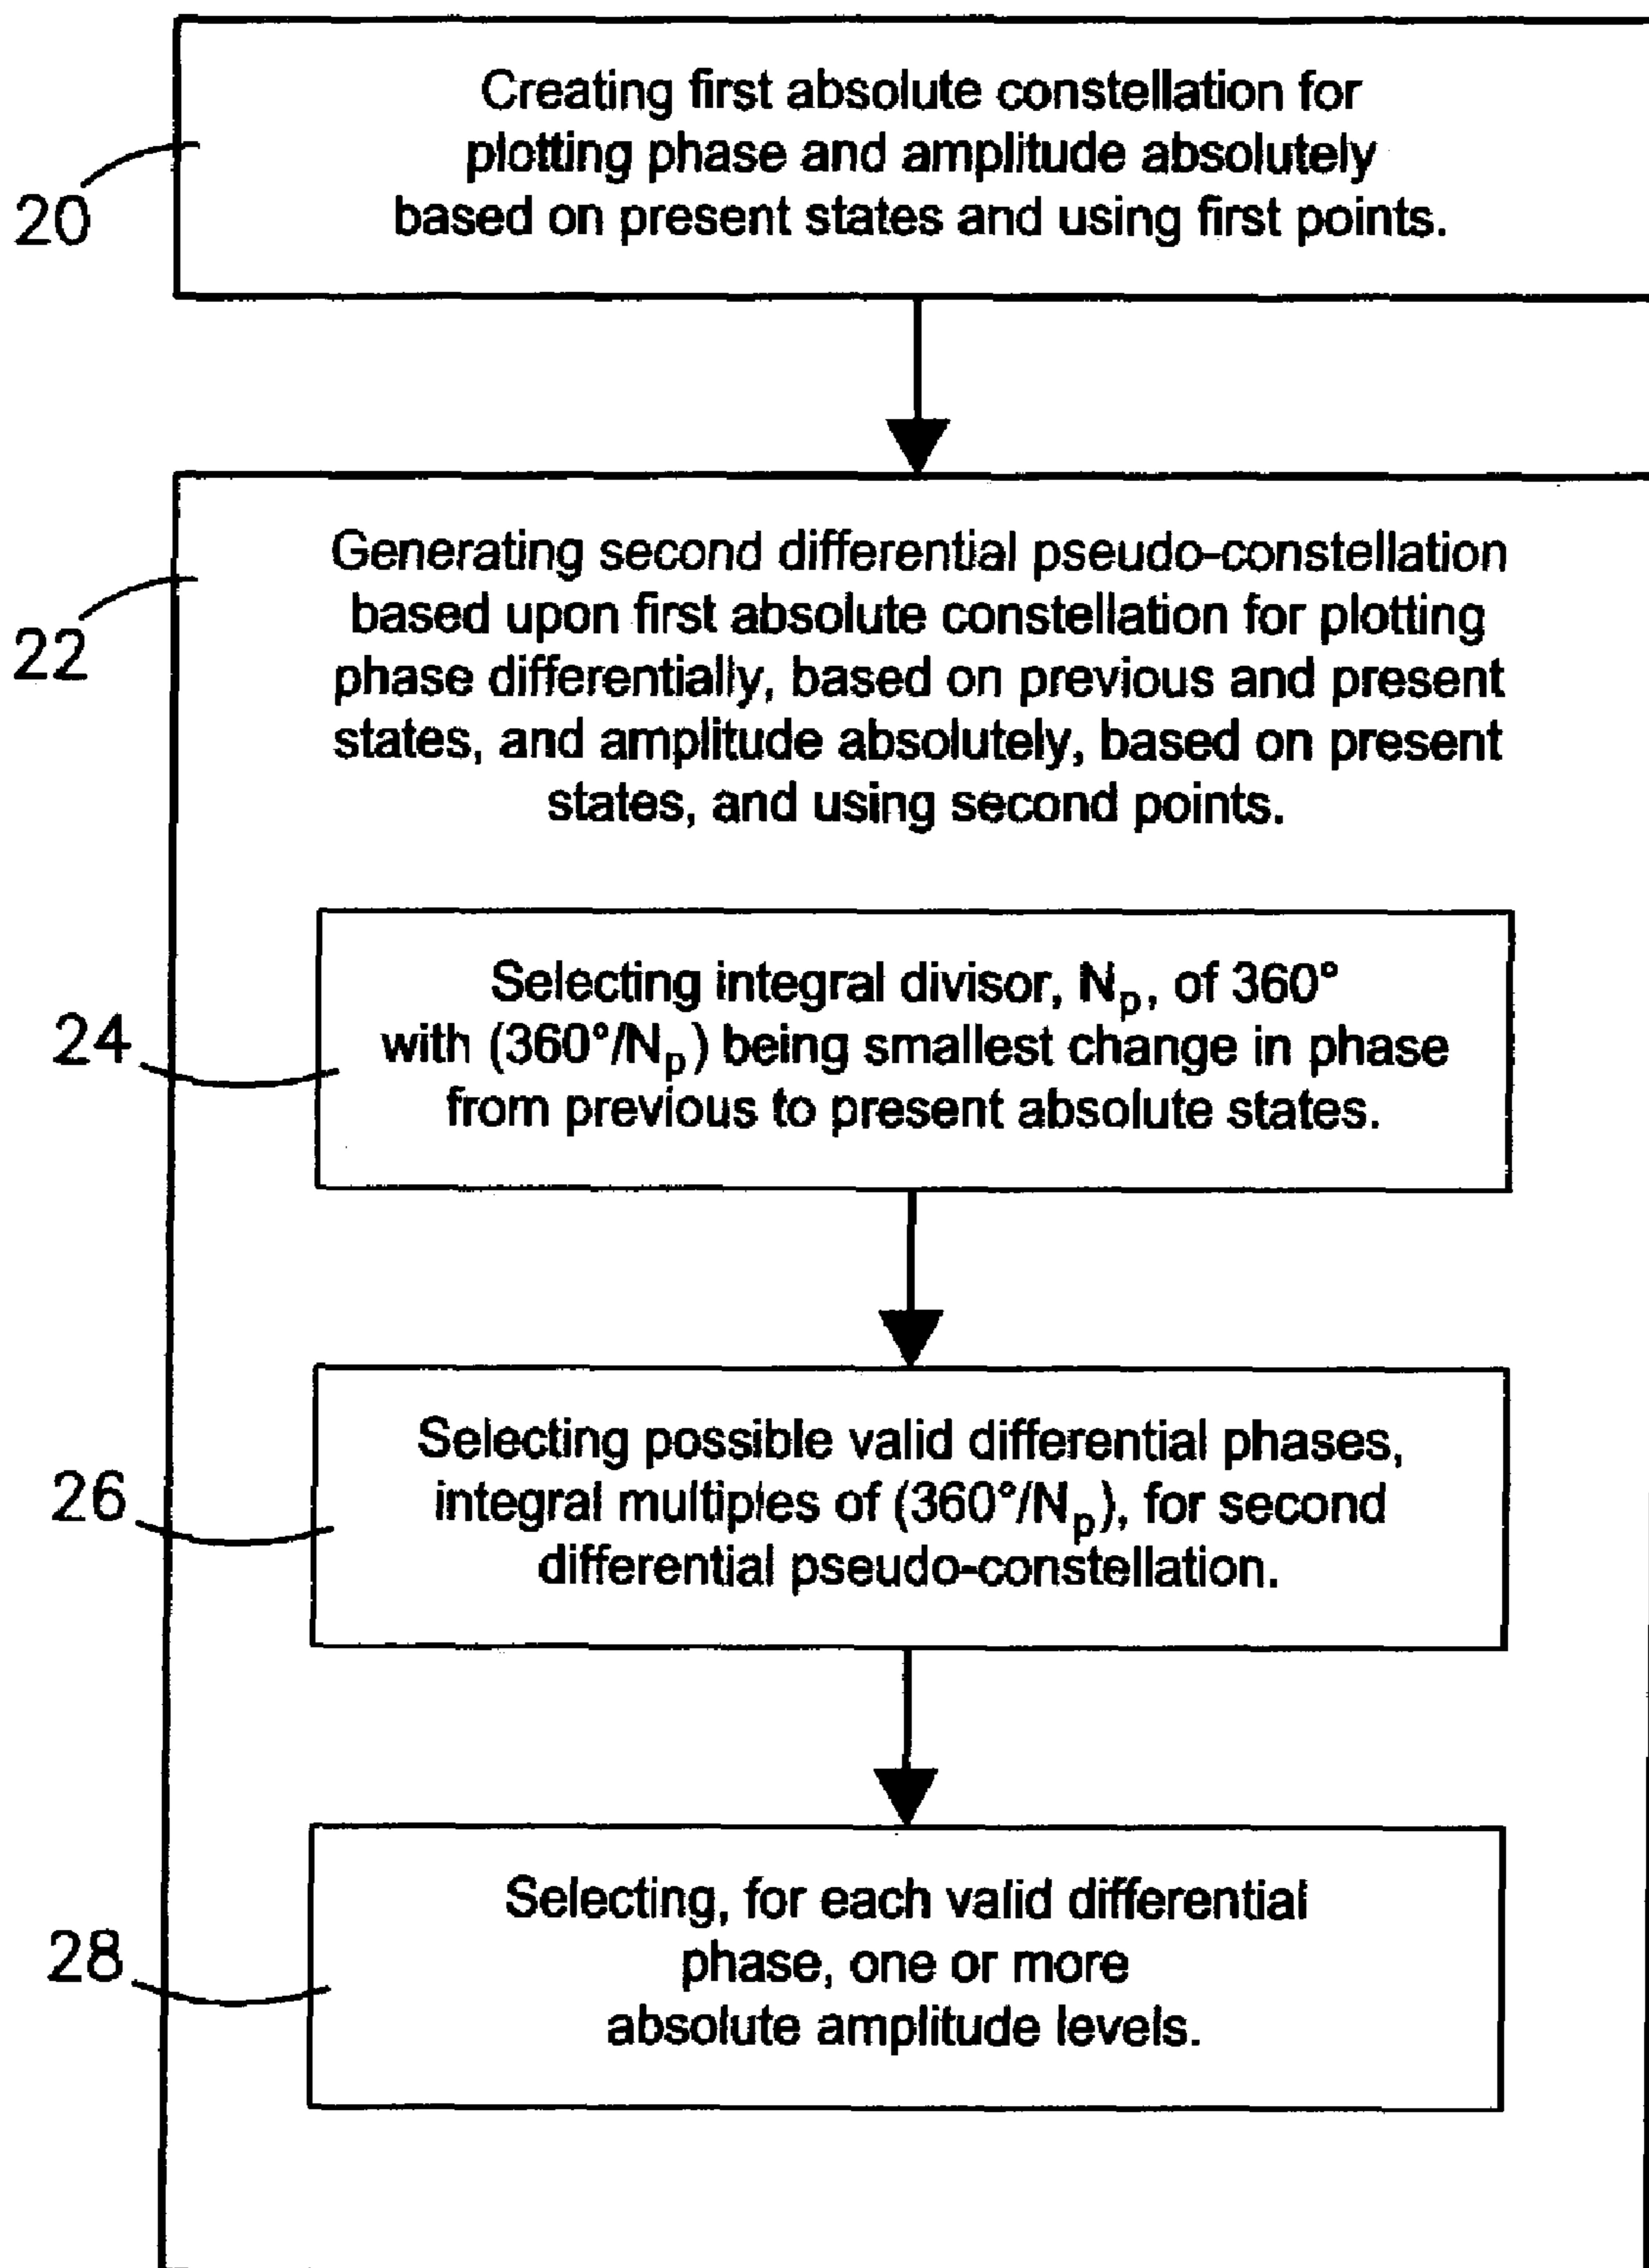 Creating first absolute constellation for
plotting phase and amplitude absolutely
based on present states and using first points.
20
Generating second differential pseudo-constellation
based upon first absolute constellation for plotting
phase differentially, based on previous and present
states, and amplitude absolutely, based on present
states, and using second points.
22
Selecting integral divisor, Np, of 360°
with (360°/Np) being smallest change in phase
from previous to present absolute states.
24
Selecting possible valid differential phases,
integral multiples of (360°/Np), for second
differential pseudo-constellation.
26
Selecting, for each valid differential
phase, one or more
absolute amplitude levels.
28